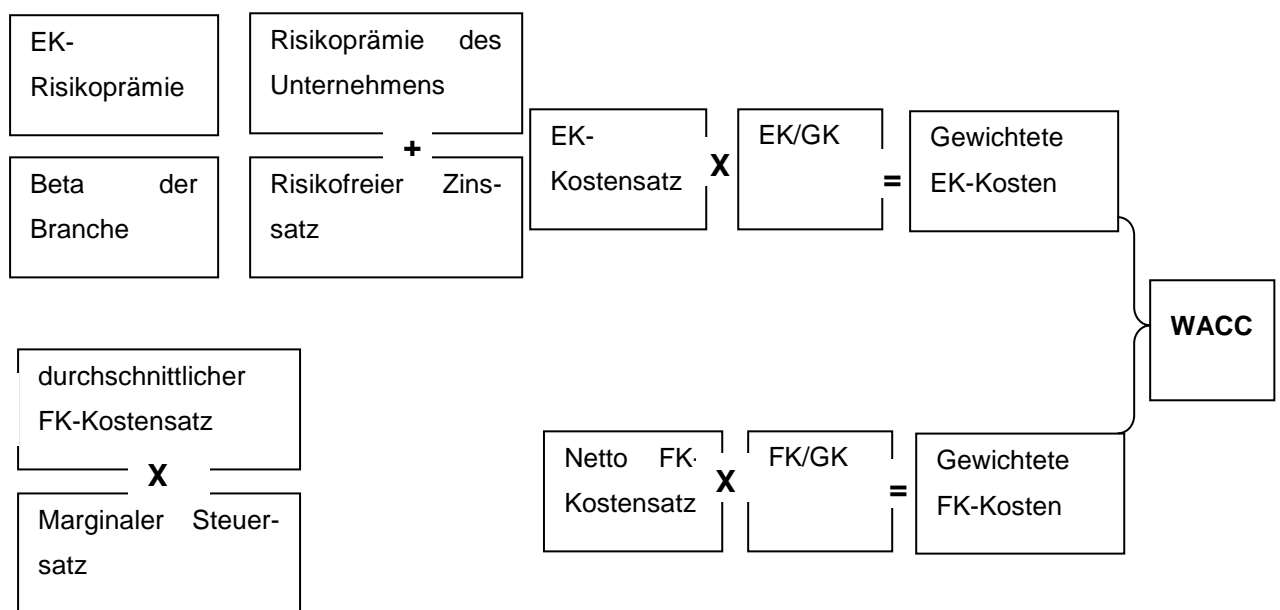 EK-
Risikoprämie
Risikoprämie des
Unternehmens
+
Beta der
Branche
Risikofreier Zins-
satz
EK-
Kostensatz
X
EK/GK
=
Gewichtete
EK-Kosten
WACC
durchschnittlicher
FK-Kostensatz
X
Marginaler Steuer-
satz
Netto FK-
Kostensatz
X
FK/GK
=
Gewichtete
FK-Kosten